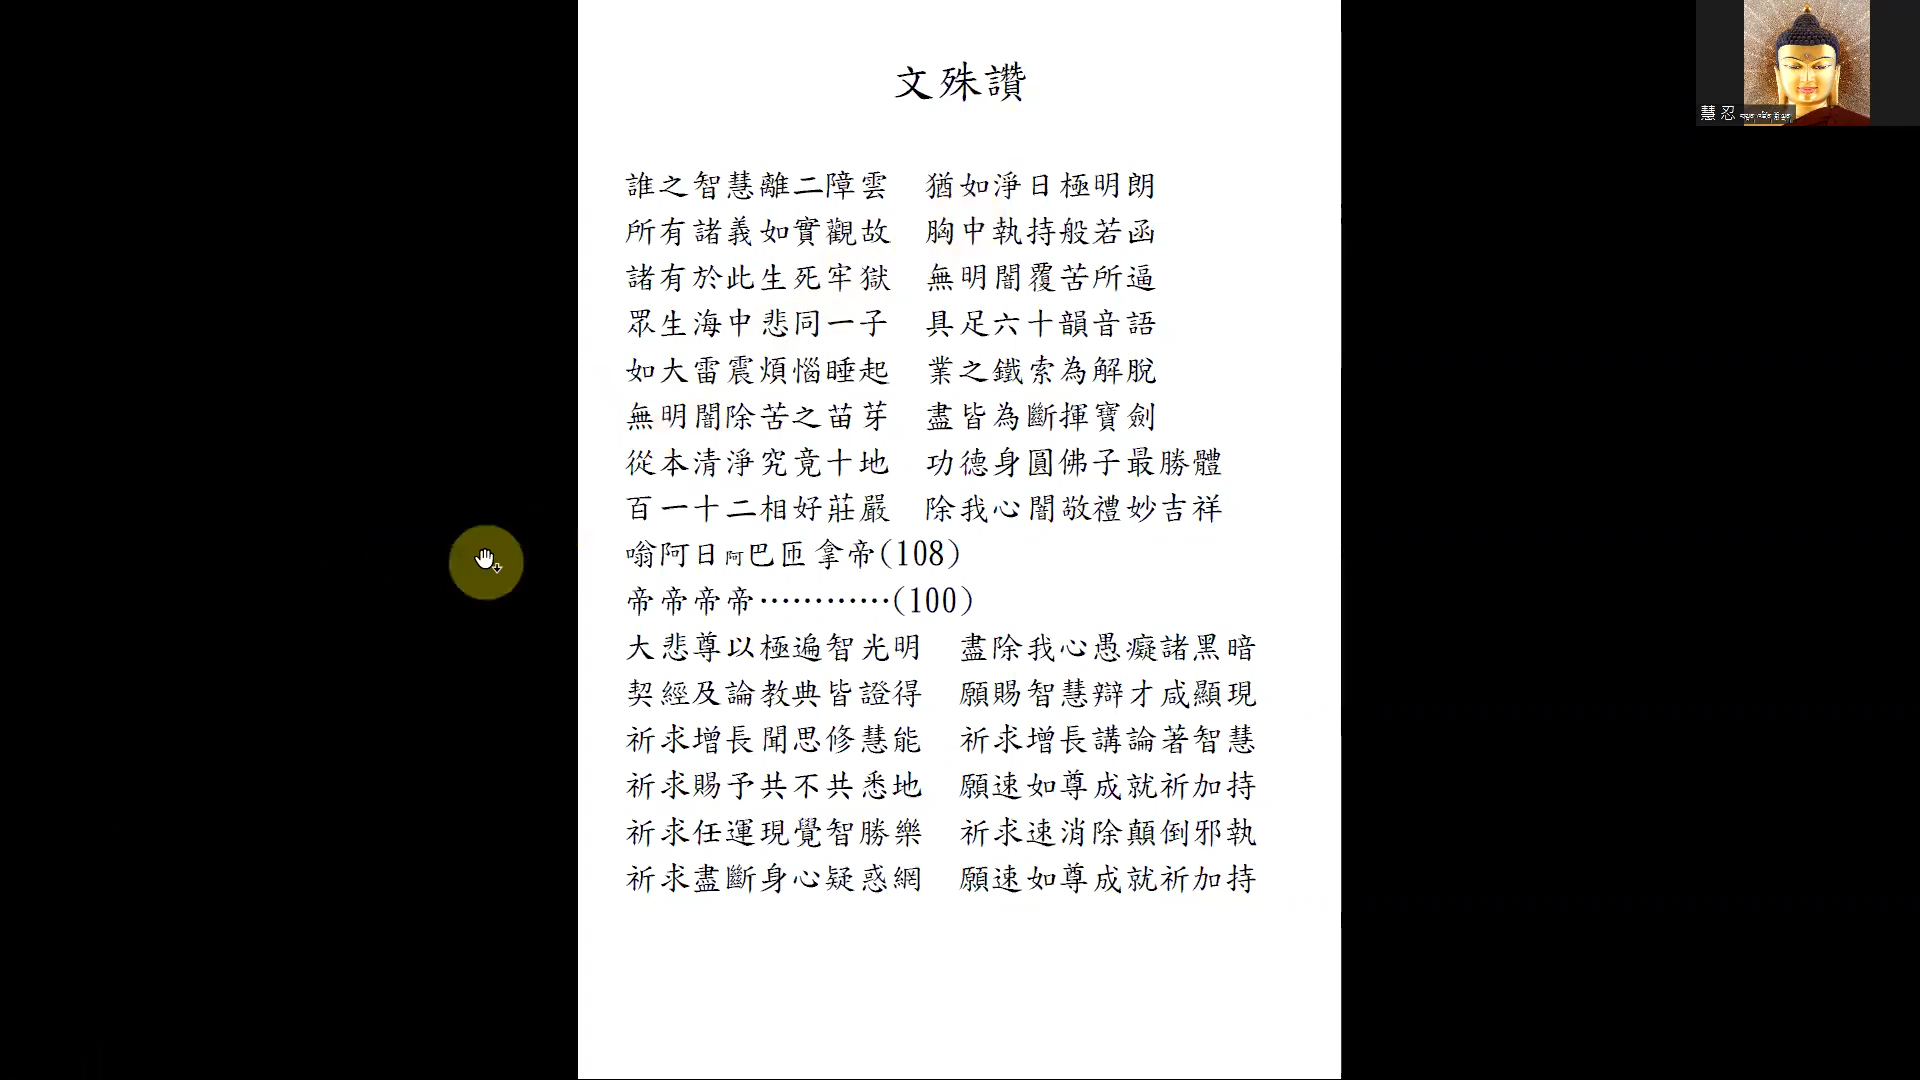 文殊讚
慧 忍
誰之智慧離二障雲　猶如淨日極明朗
所有諸義如實觀故　胸中執持般若函
諸有於此生死牢獄　無明闇覆苦所逼
眾生海中悲同一子　具足六十韻音語
如大雷震煩惱睡起　業之鐵索為解脫
無明闇除苦之苗芽　盡皆為斷揮寶劍
從本清淨究竟十地　功德身圓佛子最勝體
百一十二相好莊嚴　除我心闇敬禮妙吉祥
嗡阿日阿巴匝拿帝(108)
帝帝帝帝…………(100)
大悲尊以極遍智光明　盡除我心愚癡諸黑暗
契經及論教典皆證得　願賜智慧辯才咸顯現
祈求增長聞思修慧能　祈求增長講論著智慧
祈求賜予共不共悉地　願速如尊成就祈加持
祈求任運現覺智勝樂　祈求速消除顛倒邪執
祈求盡斷身心疑惑網　願速如尊成就祈加持